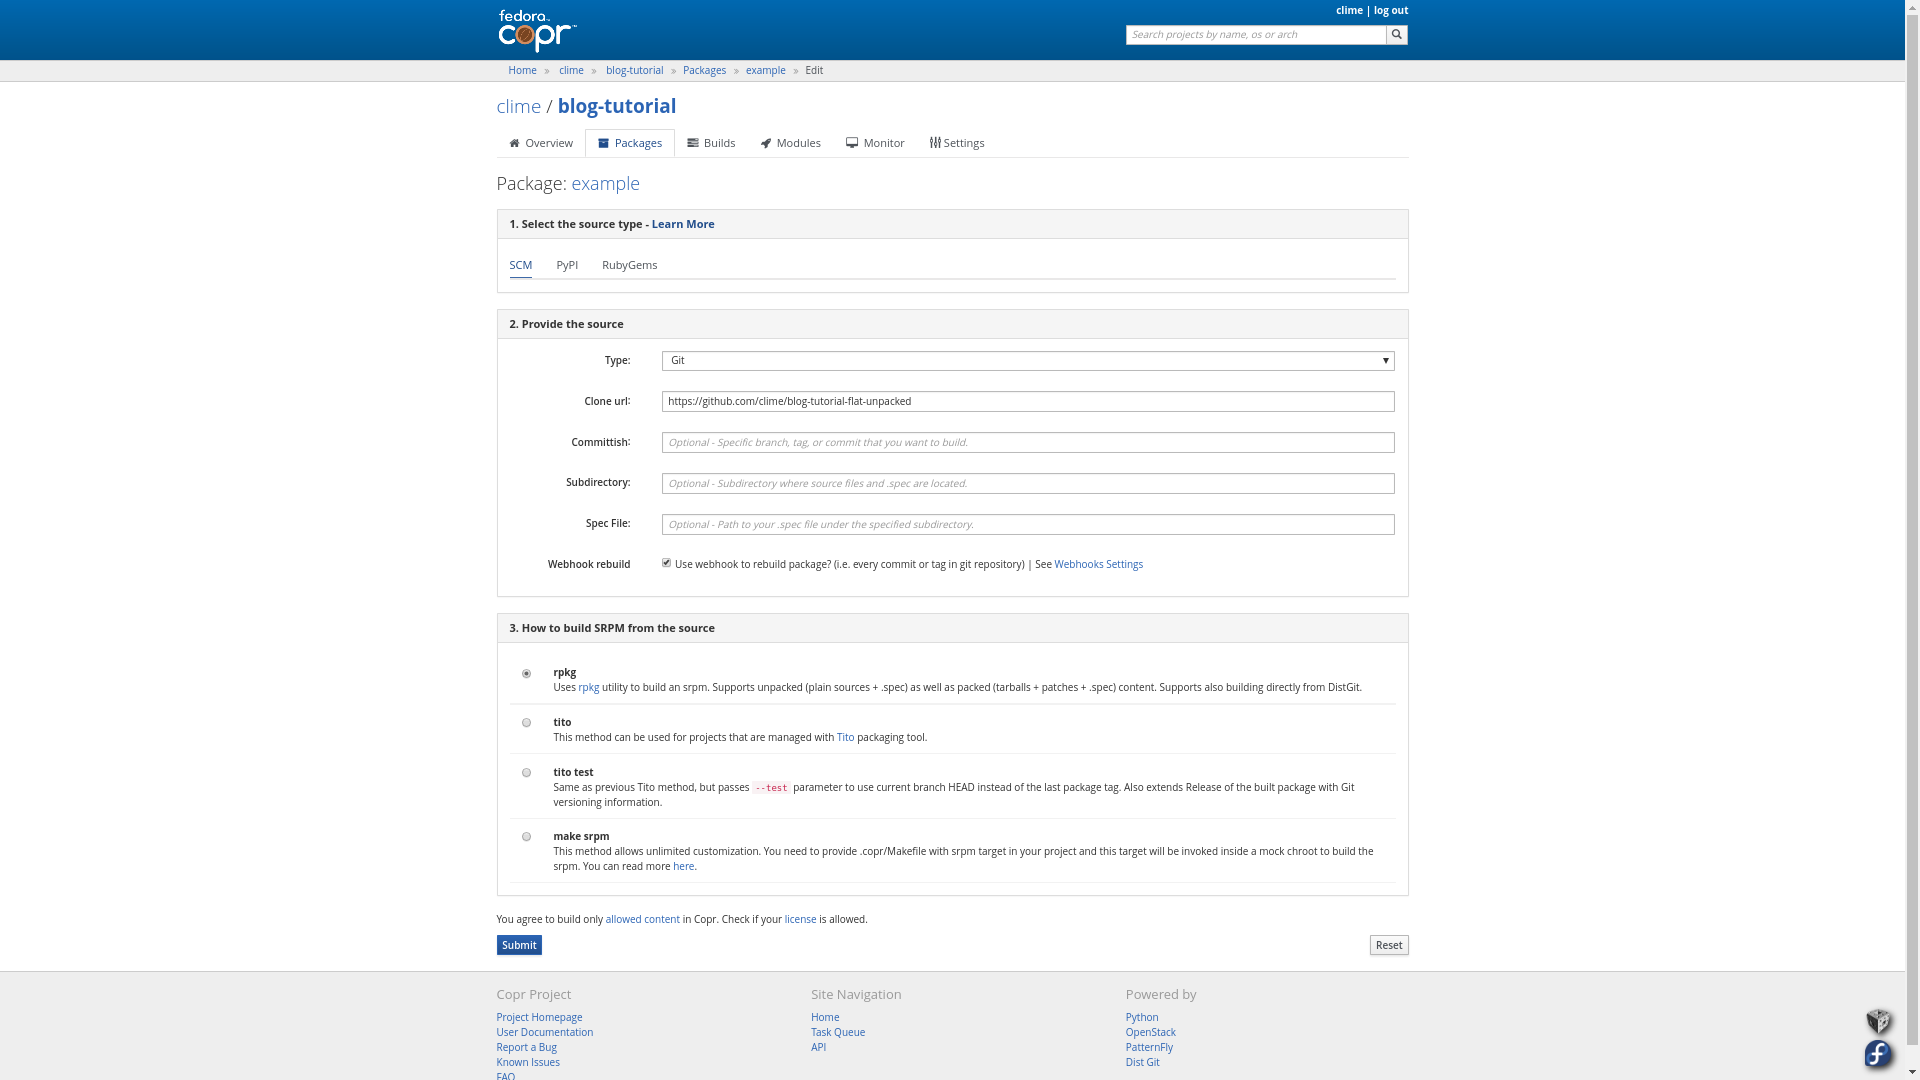 fedora
copr
clime | log out
Search projects by name, os or arch
Home » clime » blog-tutorial » Packages » example » Edit
clime / blog-tutorial
Overview Packages Builds Modules Monitor Settings
Package: example
1. Select the source type - Learn More
SCM PyPI RubyGems
2. Provide the source
Type: Git
Clone url: https://github.com/clime/blog-tutorial-flat-unpacked
Committish: Optional - Specific branch, tag, or commit that you want to build.
Subdirectory: Optional - Subdirectory where source files and .spec are located.
Spec File: Optional - Path to your .spec file under the specified subdirectory.
Webhook rebuild Use webhook to rebuild package? (i.e. every commit or tag in git repository) | See Webhooks Settings
3. How to build SRPM from the source
rpkg
Uses rpkg utility to build an srpm. Supports unpacked (plain sources + .spec) as well as packed (tarballs + patches + .spec) content. Supports also building directly from DistGit.
tito
This method can be used for projects that are managed with Tito packaging tool.
tito test
Same as previous Tito method, but passes --test parameter to use current branch HEAD instead of the last package tag. Also extends Release of the built package with Git
versioning information.
make srpm
This method allows unlimited customization. You need to provide .copr/Makefile with srpm target in your project and this target will be invoked inside a mock chroot to build the
srpm. You can read more here.
You agree to build only allowed content in Copr. Check if your license is allowed.
Submit Reset
Copr Project
Project Homepage
User Documentation
Report a Bug
Known Issues
FAQ
Site Navigation
Home
Task Queue
API
Powered by
Python
OpenStack
PatternFly
Dist Git